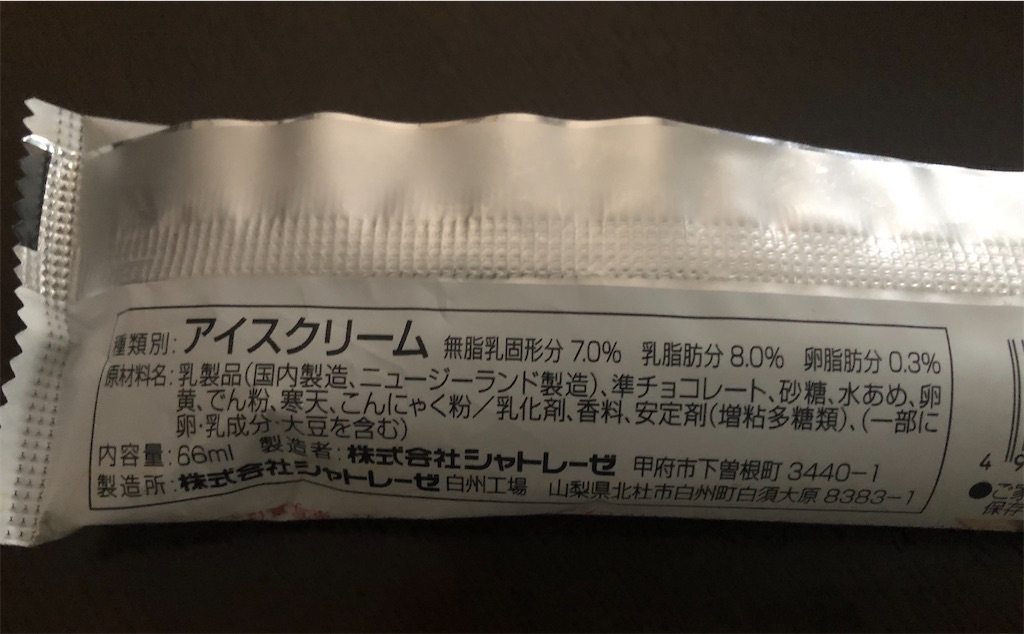 種類別:アイスクリーム 無脂乳固形分 7.0% 乳脂肪分 8.0% 卵脂肪分 0.3%
原材料名:乳製品(国内製造、ニュージーランド製造)、準チョコレート、砂糖、水あめ、卵
黄、でん粉、寒天、こんにゃく粉/乳化剤、香料、安定剤(増粘多糖類)、(一部に
卵・乳成分・大豆を含む)
内容量:66ml 製造者:株式会社シャトレーゼ 甲府市下曽根町 3440-1
製造所:株式会社シャトレーゼ 白州工場 山梨県北杜市白州町白須大原 8383-1
4 9
保存